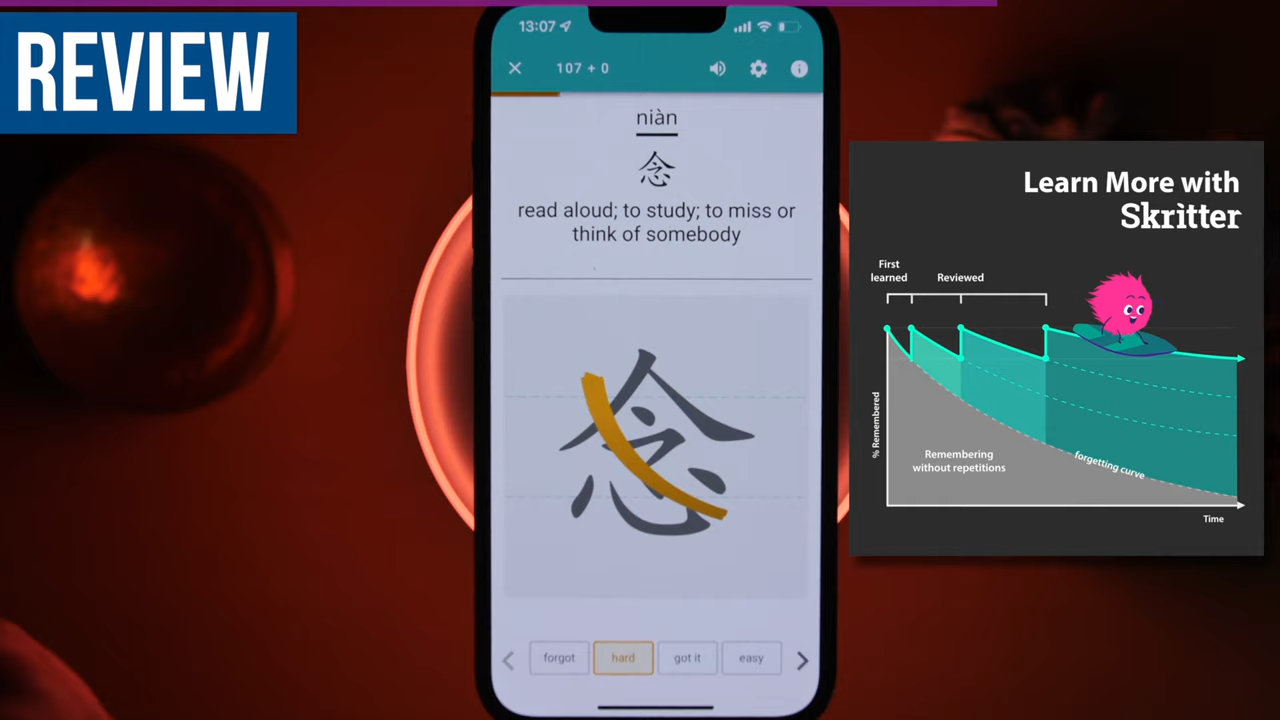 REVIEW
13:07
107 + 0
niàn
念
read aloud; to study; to miss or
think of somebody
念
forgot
hard
got it
easy
Learn More with
Skritter
First
learned
Reviewed
% Remembered
Remembering
without repetitions
forgetting curve
Time